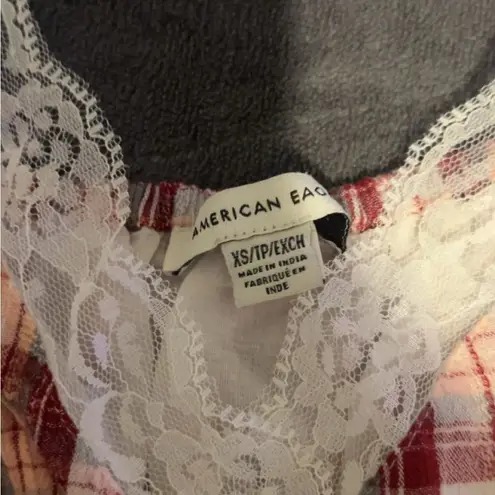 AMERICAN EAG
XS/TP/EXCH
MADE IN INDIA
FABRIQUÉ EN
INDE